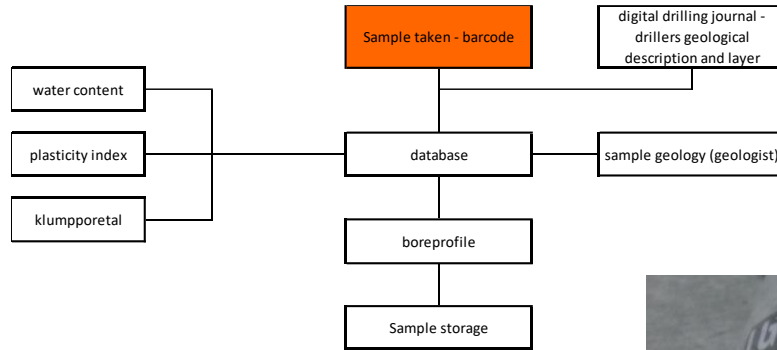 Sample taken - barcode
digital drilling journal -
drillers geological
description and layer
water content
plasticity index
database
sample geology (geologist)
klumpporetal
boreprofile
Sample storage